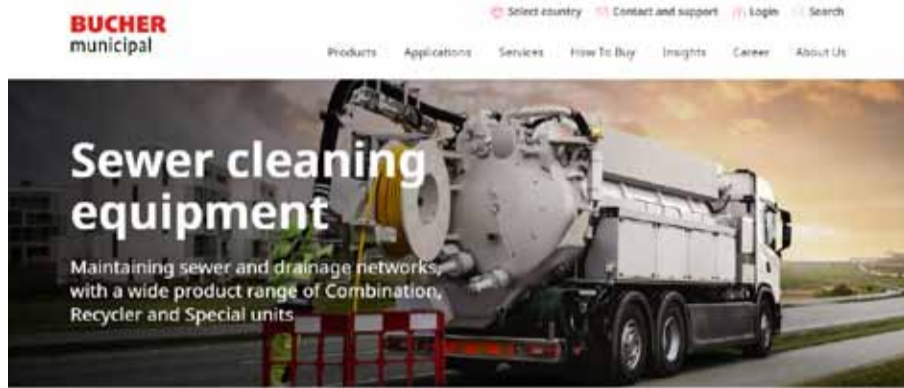 BUCHER
municipal
Select country Contact and support Login Search
Products Applications Services How To Buy Insights Career About Us
Sewer cleaning
equipment
Maintaining sewer and drainage networks,
with a wide product range of Combination,
Recycler and Special units